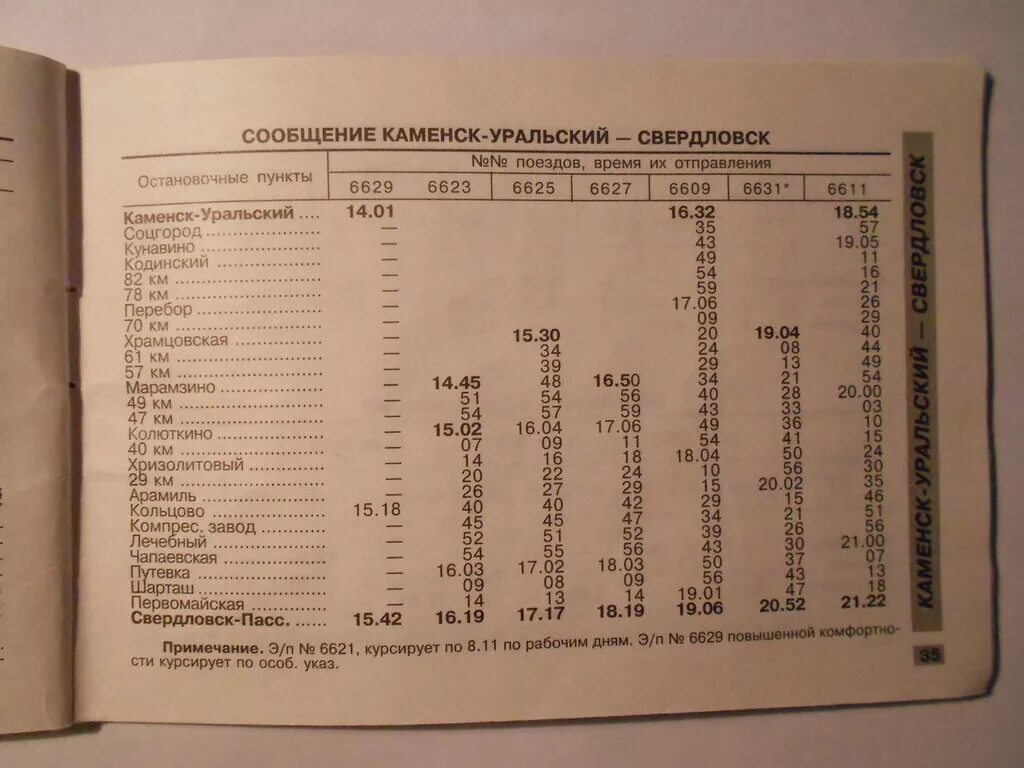 СООБЩЕНИЕ КАМЕНСК-УРАЛЬСКИЙ — СВЕРДЛОВСК
Остановочные пункты №№ поездов, время их отправления
6629 6623 6625 6627 6609 6631* 6611
Каменск-Уральский .... 14.01 16.32 18.54
Соцгород .................... — 35 57
Кунавино .................... — 43 19.05
Кодинский .................... — 49 11
82 км .................... — 54 16
78 км .................... — 59 21
Перебор .................... — 17.06 26
70 км .................... — 09 29
Храмцовская .................... — 15.30 20 19.04 40
61 км .................... — 34 24 08 44
57 км .................... — 39 29 13 49
Марамзино .................... — 14.45 48 16.50 34 21 54
49 км .................... — 51 54 56 40 28 20.00
47 км .................... — 54 57 59 43 33 03
Колюткино .................... — 15.02 16.04 17.06 49 36 10
40 км .................... — 07 09 11 54 41 15
Хризолитовый .................... — 14 16 18 18.04 50 24
29 км .................... — 20 22 24 10 56 30
Арамиль .................... — 26 27 29 15 20.02 35
Кольцово .................... 15.18 40 40 42 29 15 46
Компрес. завод .................... — 45 45 47 34 21 51
Лечебный .................... — 52 51 52 39 26 56
Чапаевская .................... — 54 55 56 43 30 21.00
Путевка .................... — 16.03 17.02 18.03 50 37 07
Шарташ .................... — 09 08 09 56 43 13
Первомайская .................... — 14 13 14 19.01 47 18
Свердловск-Пасс. ...... 15.42 16.19 17.17 18.19 19.06 20.52 21.22
Примечание. Э/п № 6621, курсирует по 8.11 по рабочим дням. Э/п № 6629 повышенной комфортно-
сти курсирует по особ. указ.
КАМЕНСК-УРАЛЬСКИЙ — СВЕРДЛОВСК
35